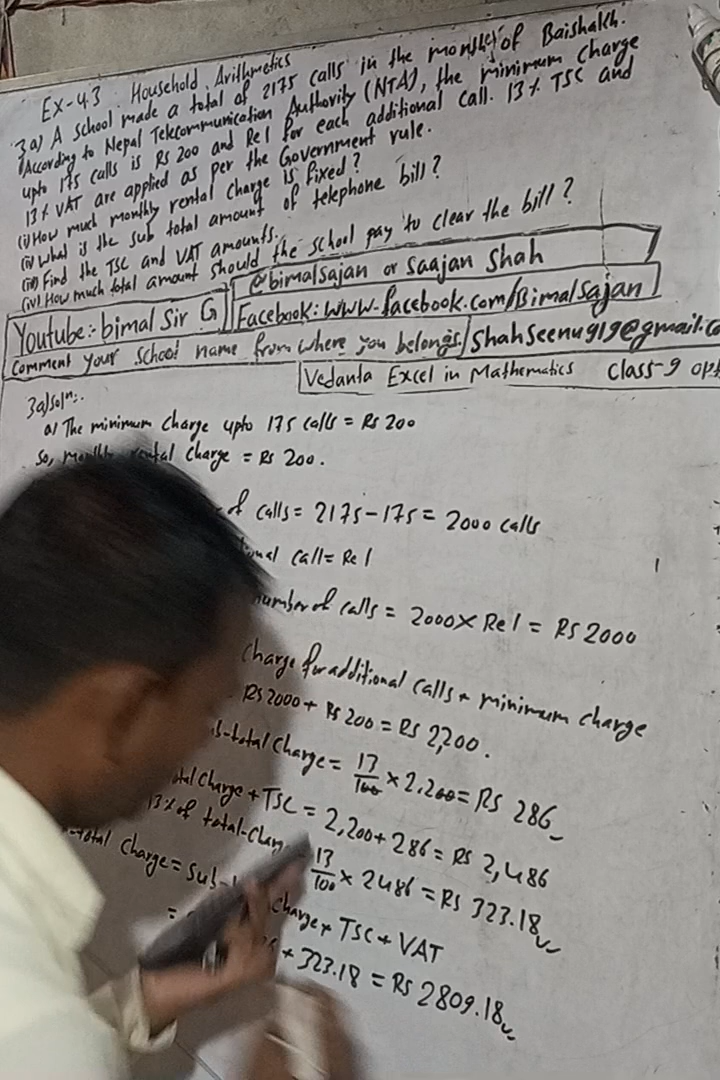 Ex-4.3 Household Arithmetics
3a) A school made a total of 2175 calls in the month of Baishakh.
According to Nepal Telecommunication Authority (NTA), the minimum charge
upto 175 calls is Rs 200 and Re 1 for each additional call. 13% TSC and
13% VAT are applied as per the Government rule.
(i) How much monthly rental charge is fixed?
(ii) What is the sub total amount of telephone bill?
(iii) Find the TSC and VAT amounts.
(iv) How much total amount should the school pay to clear the bill?
@bimalsajan or Saajan Shah
Youtube:- bimal Sir G
Facebook: www.facebook.com/Bimalsajan
Comment your school name from where you belongs
Shahseenu919@gmail.co
Vedanta Excel in Mathematics Class-9 opt
3a) soln:-
a) The minimum charge upto 175 calls = Rs 200
So, rental charge = Rs 200.
of calls = 2175-175 = 2000 calls
call = Re 1
number of calls = 2000 × Re 1 = Rs 2000
charge for additional calls + minimum charge
Rs 2000 + Rs 200 = Rs 2,200.
-total charge = 13/100 × 2,200 = Rs 286
charge + TSC = 2,200 + 286 = Rs 2,486
13% of total-char 13/100 × 2486 = Rs 323.18
-total charge = sub- charge + TSC + VAT
= + 323.18 = Rs 2809.18